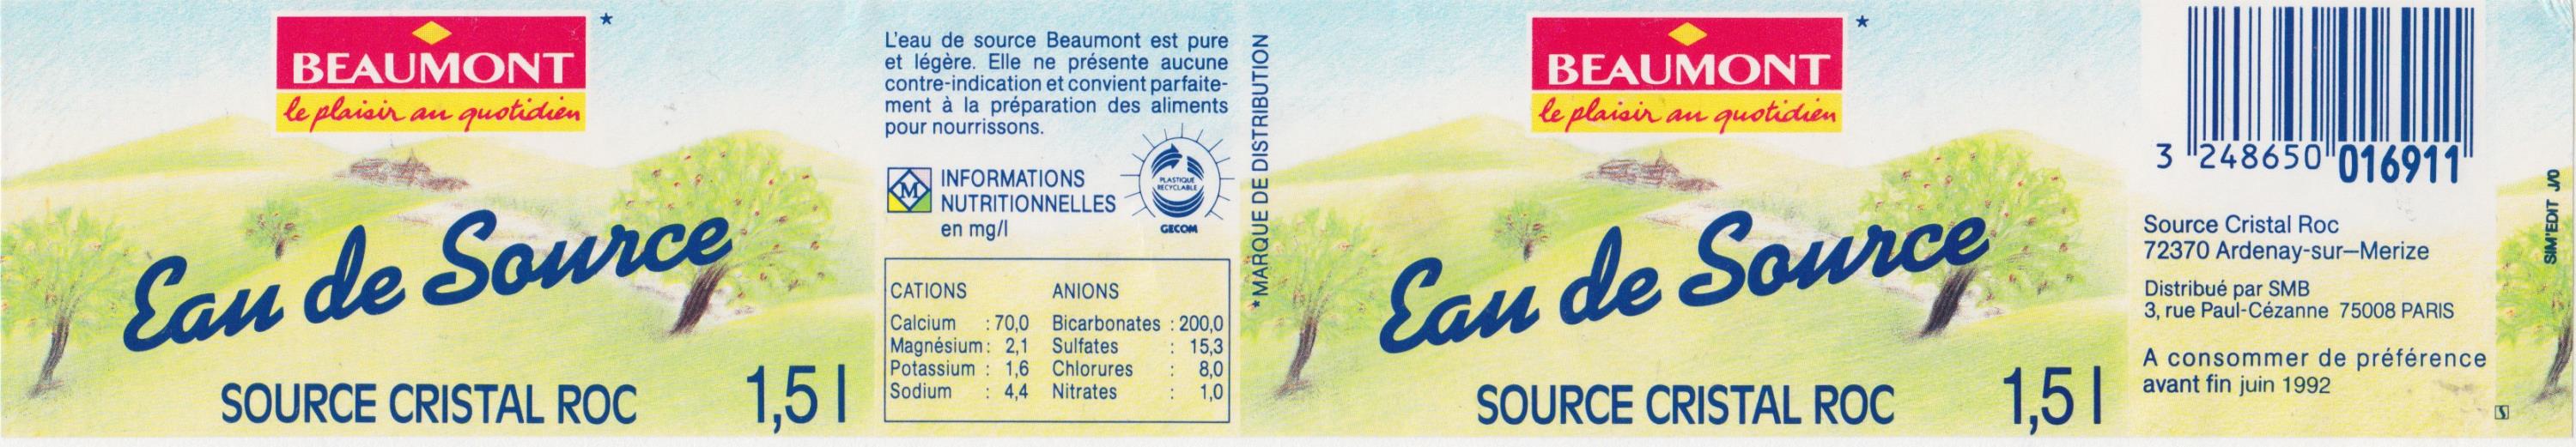 BEAUMONT *
le plaisir au quotidien
Eau de Source
SOURCE CRISTAL ROC 1,5 l
L'eau de source Beaumont est pure
et légère. Elle ne présente aucune
contre-indication et convient parfaite-
ment à la préparation des aliments
pour nourrissons.
M
INFORMATIONS
NUTRITIONNELLES
en mg/l
PLASTIQUE
RECYCLABLE
GECOM
CATIONS ANIONS
Calcium : 70,0 Bicarbonates : 200,0
Magnésium : 2,1 Sulfates : 15,3
Potassium : 1,6 Chlorures : 8,0
Sodium : 4,4 Nitrates : 1,0
*MARQUE DE DISTRIBUTION
BEAUMONT *
le plaisir au quotidien
Eau de Source
SOURCE CRISTAL ROC 1,5 l
3 248650 016911
Source Cristal Roc
72370 Ardenay-sur–Merize
Distribué par SMB
3, rue Paul-Cézanne 75008 PARIS
A consommer de préférence
avant fin juin 1992
SIM'EDIT J/O
S